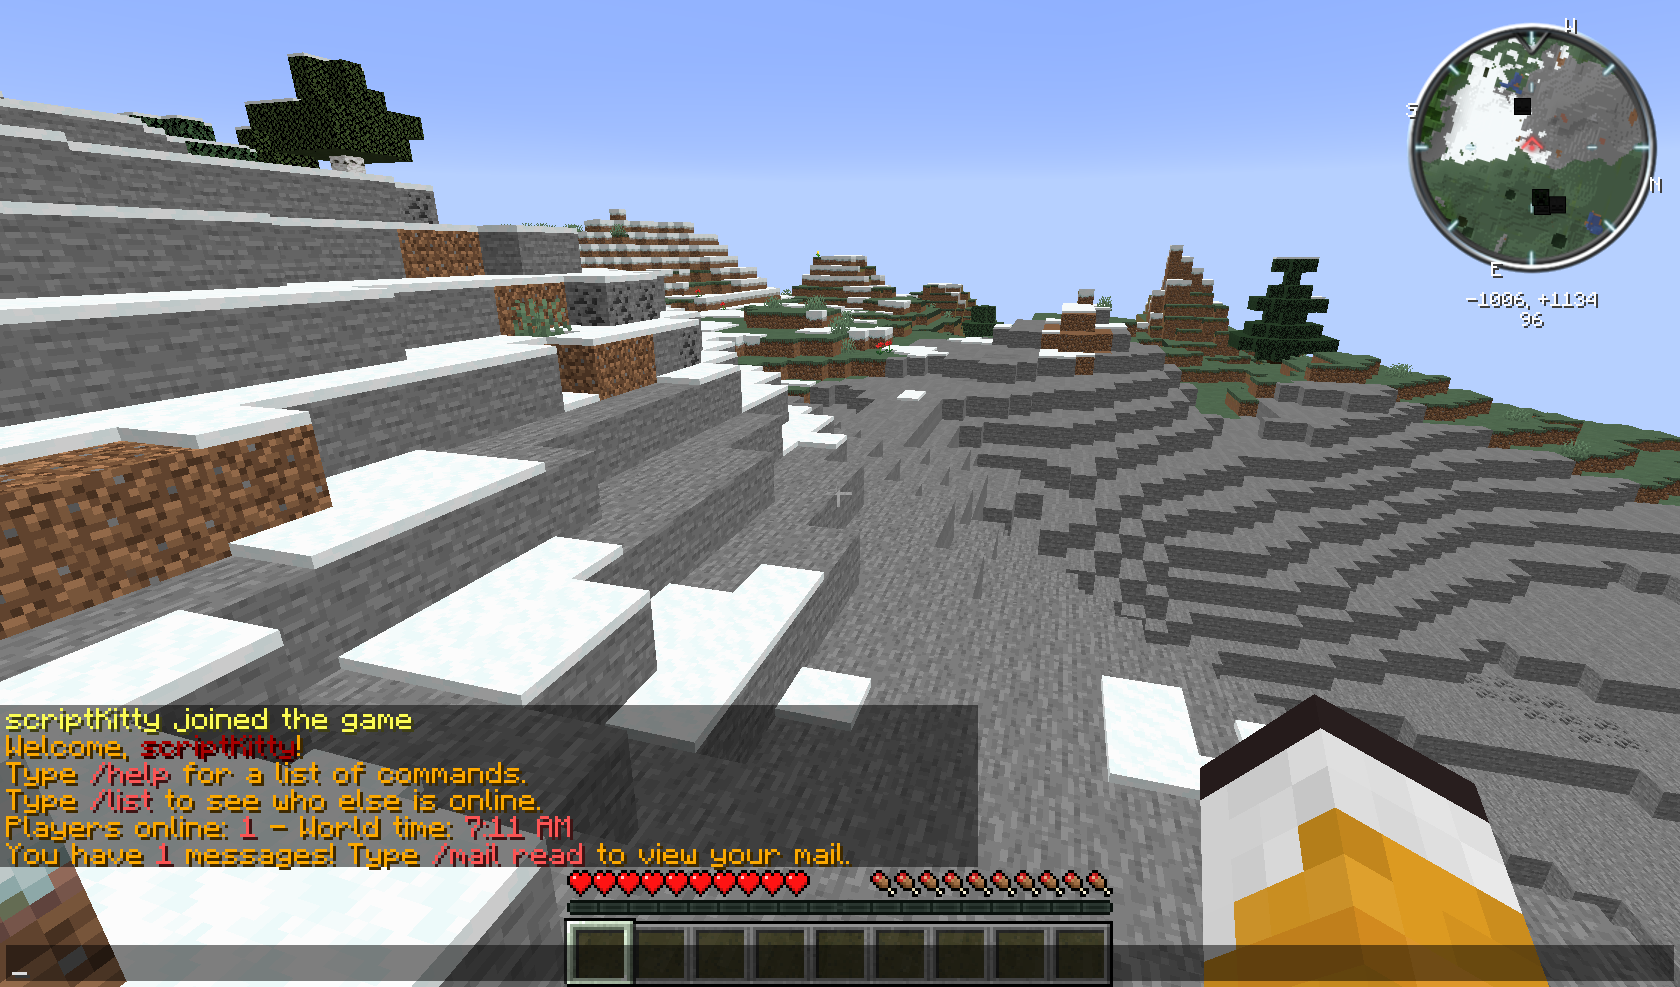 W
S
N
E
-1006, +1134
96
scriptKitty joined the game
Welcome, scriptKitty!
Type /help for a list of commands.
Type /list to see who else is online.
Players online: 1 - World time: 7:11 AM
You have 1 messages! Type /mail read to view your mail.
_